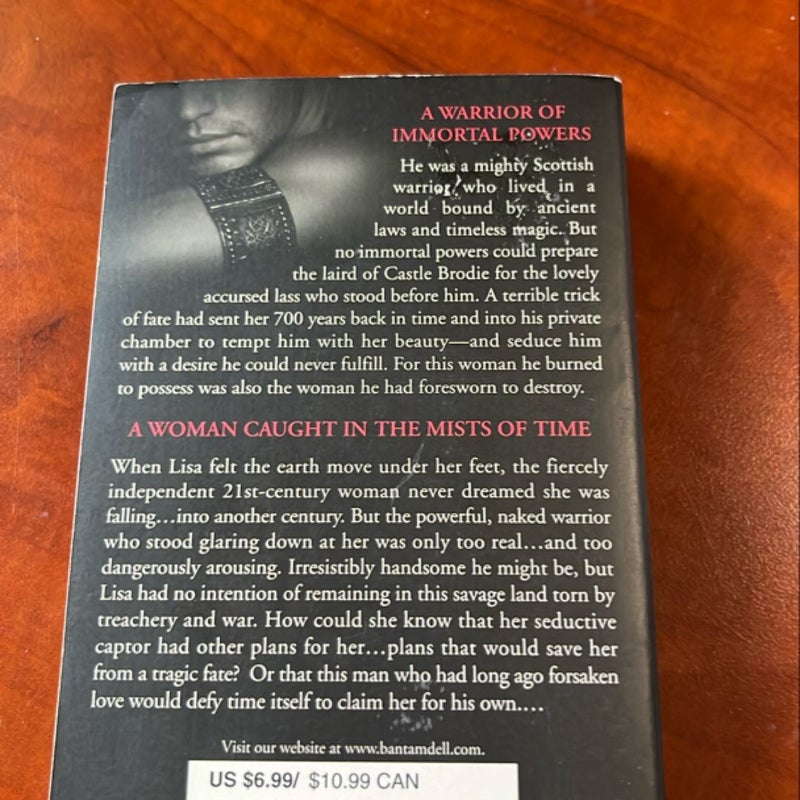 A WARRIOR OF
IMMORTAL POWERS
He was a mighty Scottish
warrior who lived in a
world bound by ancient
laws and timeless magic. But
no immortal powers could prepare
the laird of Castle Brodie for the lovely
accursed lass who stood before him. A terrible trick
of fate had sent her 700 years back in time and into his private
chamber to tempt him with her beauty—and seduce him
with a desire he could never fulfill. For this woman he burned
to possess was also the woman he had foresworn to destroy.
A WOMAN CAUGHT IN THE MISTS OF TIME
When Lisa felt the earth move under her feet, the fiercely
independent 21st-century woman never dreamed she was
falling...into another century. But the powerful, naked warrior
who stood glaring down at her was only too real...and too
dangerously arousing. Irresistibly handsome he might be, but
Lisa had no intention of remaining in this savage land torn by
treachery and war. How could she know that her seductive
captor had other plans for her...plans that would save her
from a tragic fate? Or that this man who had long ago forsaken
love would defy time itself to claim her for his own....
Visit our website at www.bantamdell.com.
US $6.99/ $10.99 CAN